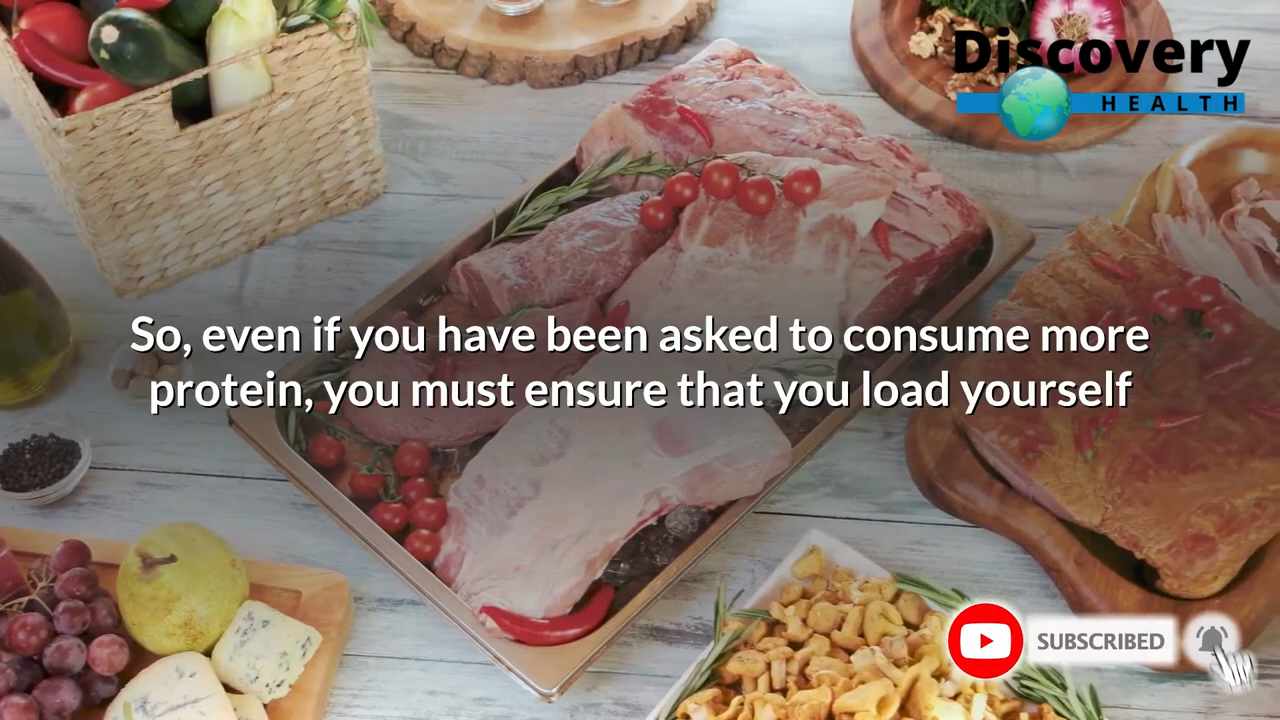 Discovery
HEALTH
So, even if you have been asked to consume more
protein, you must ensure that you load yourself
SUBSCRIBED